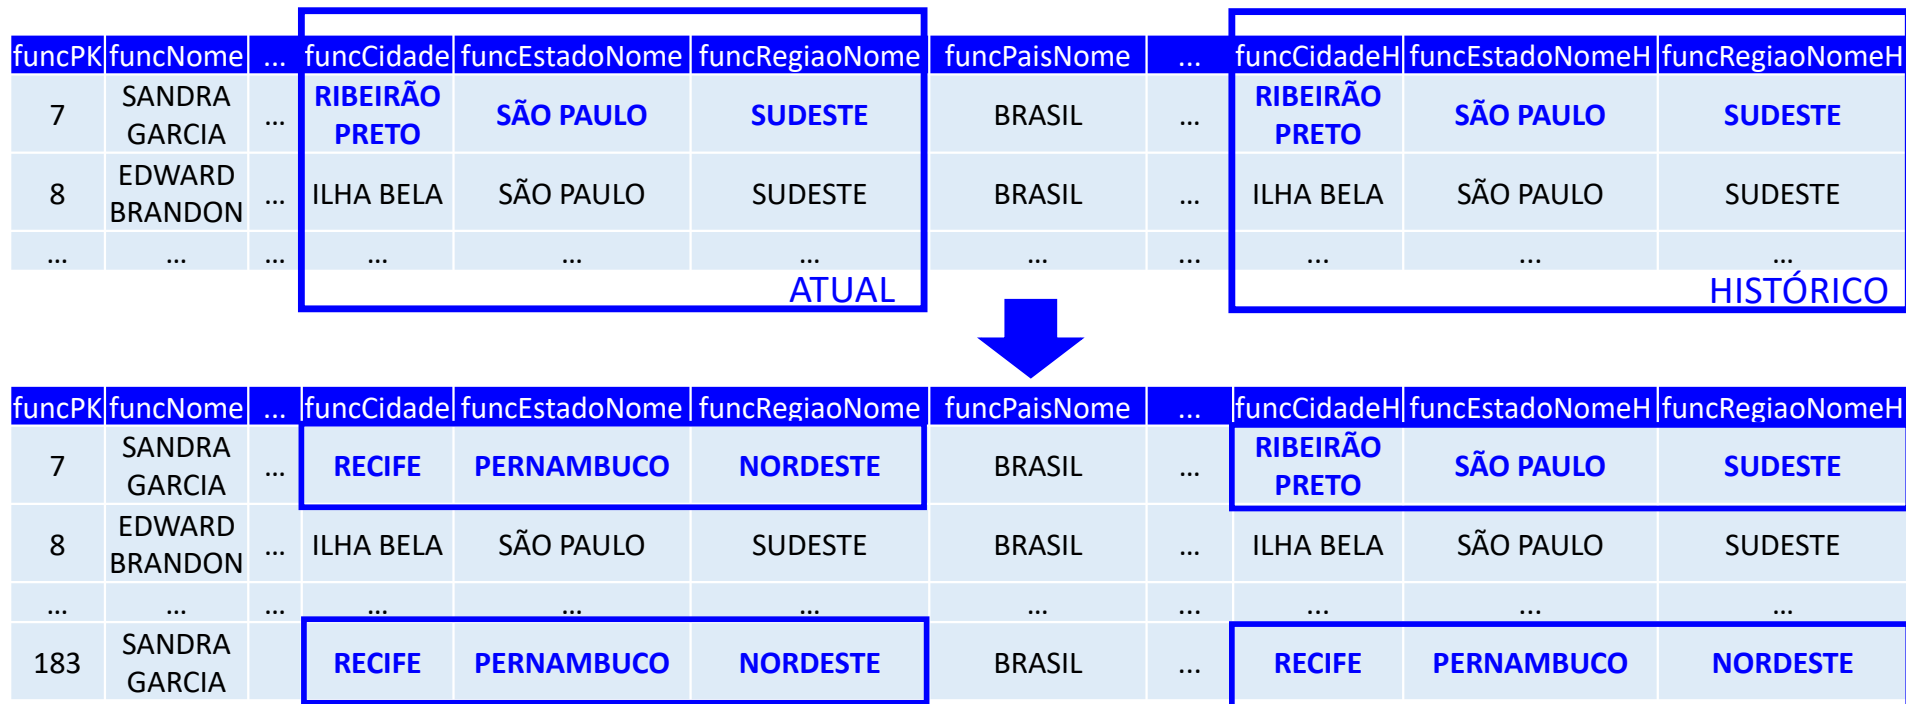 funcPK funcNome ... funcCidade funcEstadoNome funcRegiaoNome funcPaisNome ... funcCidadeH funcEstadoNomeH funcRegiaoNomeH
7 SANDRA GARCIA ... RIBEIRÃO PRETO SÃO PAULO SUDESTE BRASIL ... RIBEIRÃO PRETO SÃO PAULO SUDESTE
8 EDWARD BRANDON ... ILHA BELA SÃO PAULO SUDESTE BRASIL ... ILHA BELA SÃO PAULO SUDESTE
... ... ... ... ... ... ... ... ... ... ...
ATUAL HISTÓRICO
funcPK funcNome ... funcCidade funcEstadoNome funcRegiaoNome funcPaisNome ... funcCidadeH funcEstadoNomeH funcRegiaoNomeH
7 SANDRA GARCIA ... RECIFE PERNAMBUCO NORDESTE BRASIL ... RIBEIRÃO PRETO SÃO PAULO SUDESTE
8 EDWARD BRANDON ... ILHA BELA SÃO PAULO SUDESTE BRASIL ... ILHA BELA SÃO PAULO SUDESTE
... ... ... ... ... ... ... ... ... ... ...
183 SANDRA GARCIA RECIFE PERNAMBUCO NORDESTE BRASIL ... RECIFE PERNAMBUCO NORDESTE